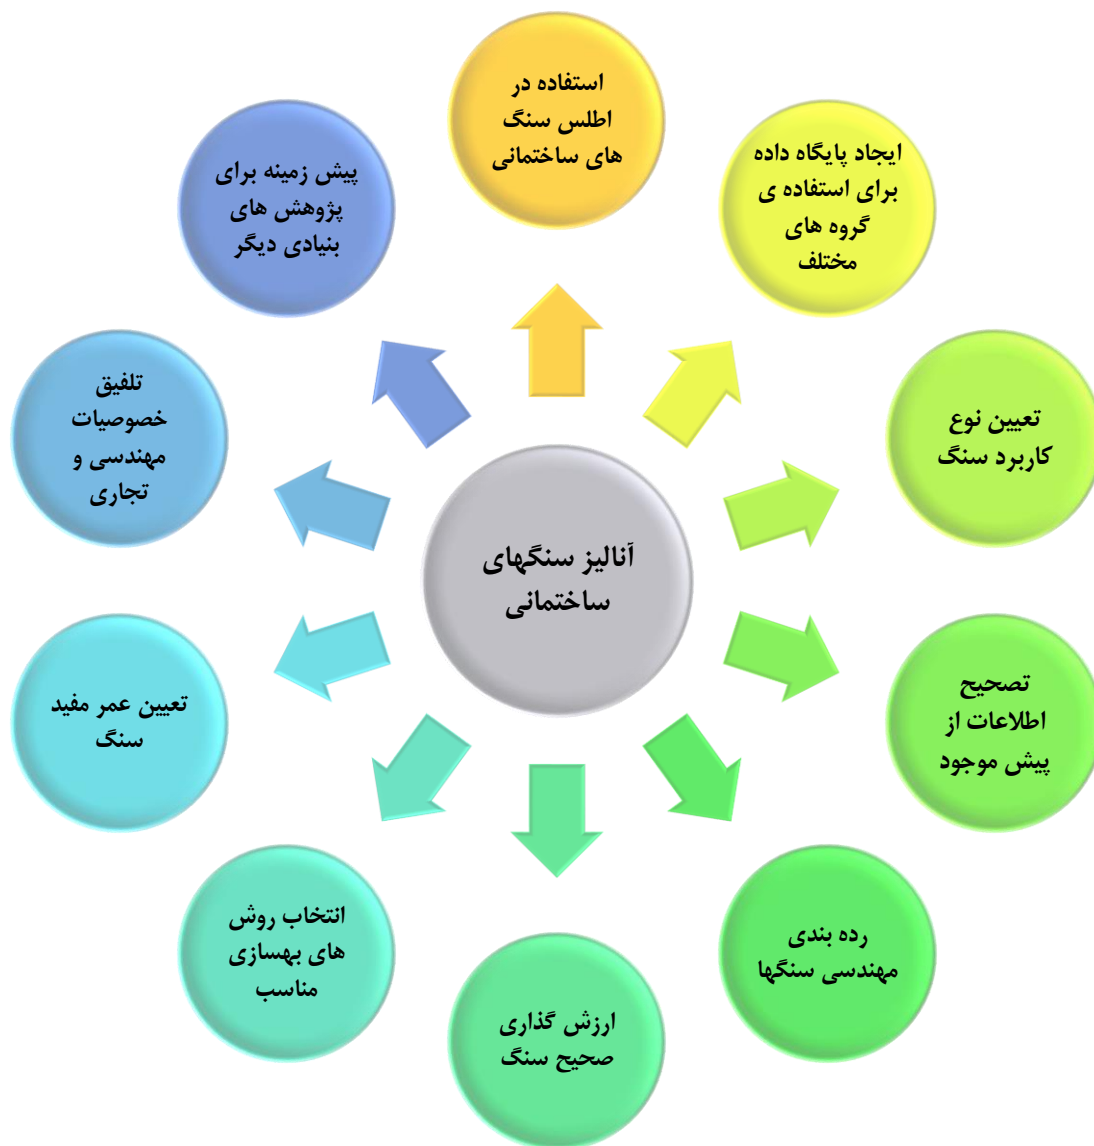 استفاده در
اطلس سنگ
های ساختمانی
ایجاد پایگاه داده
برای استفاده ی
گروه های
مختلف
تعیین نوع
کاربرد سنگ
تصحیح
اطلاعات از
پیش موجود
رده بندی
مهندسی سنگها
ارزش گذاری
صحیح سنگ
انتخاب روش
های بهسازی
مناسب
تعیین عمر مفید
سنگ
تلفیق
خصوصیات
مهندسی و
تجاری
پیش زمینه برای
پژوهش های
بنیادی دیگر
آنالیز سنگهای
ساختمانی